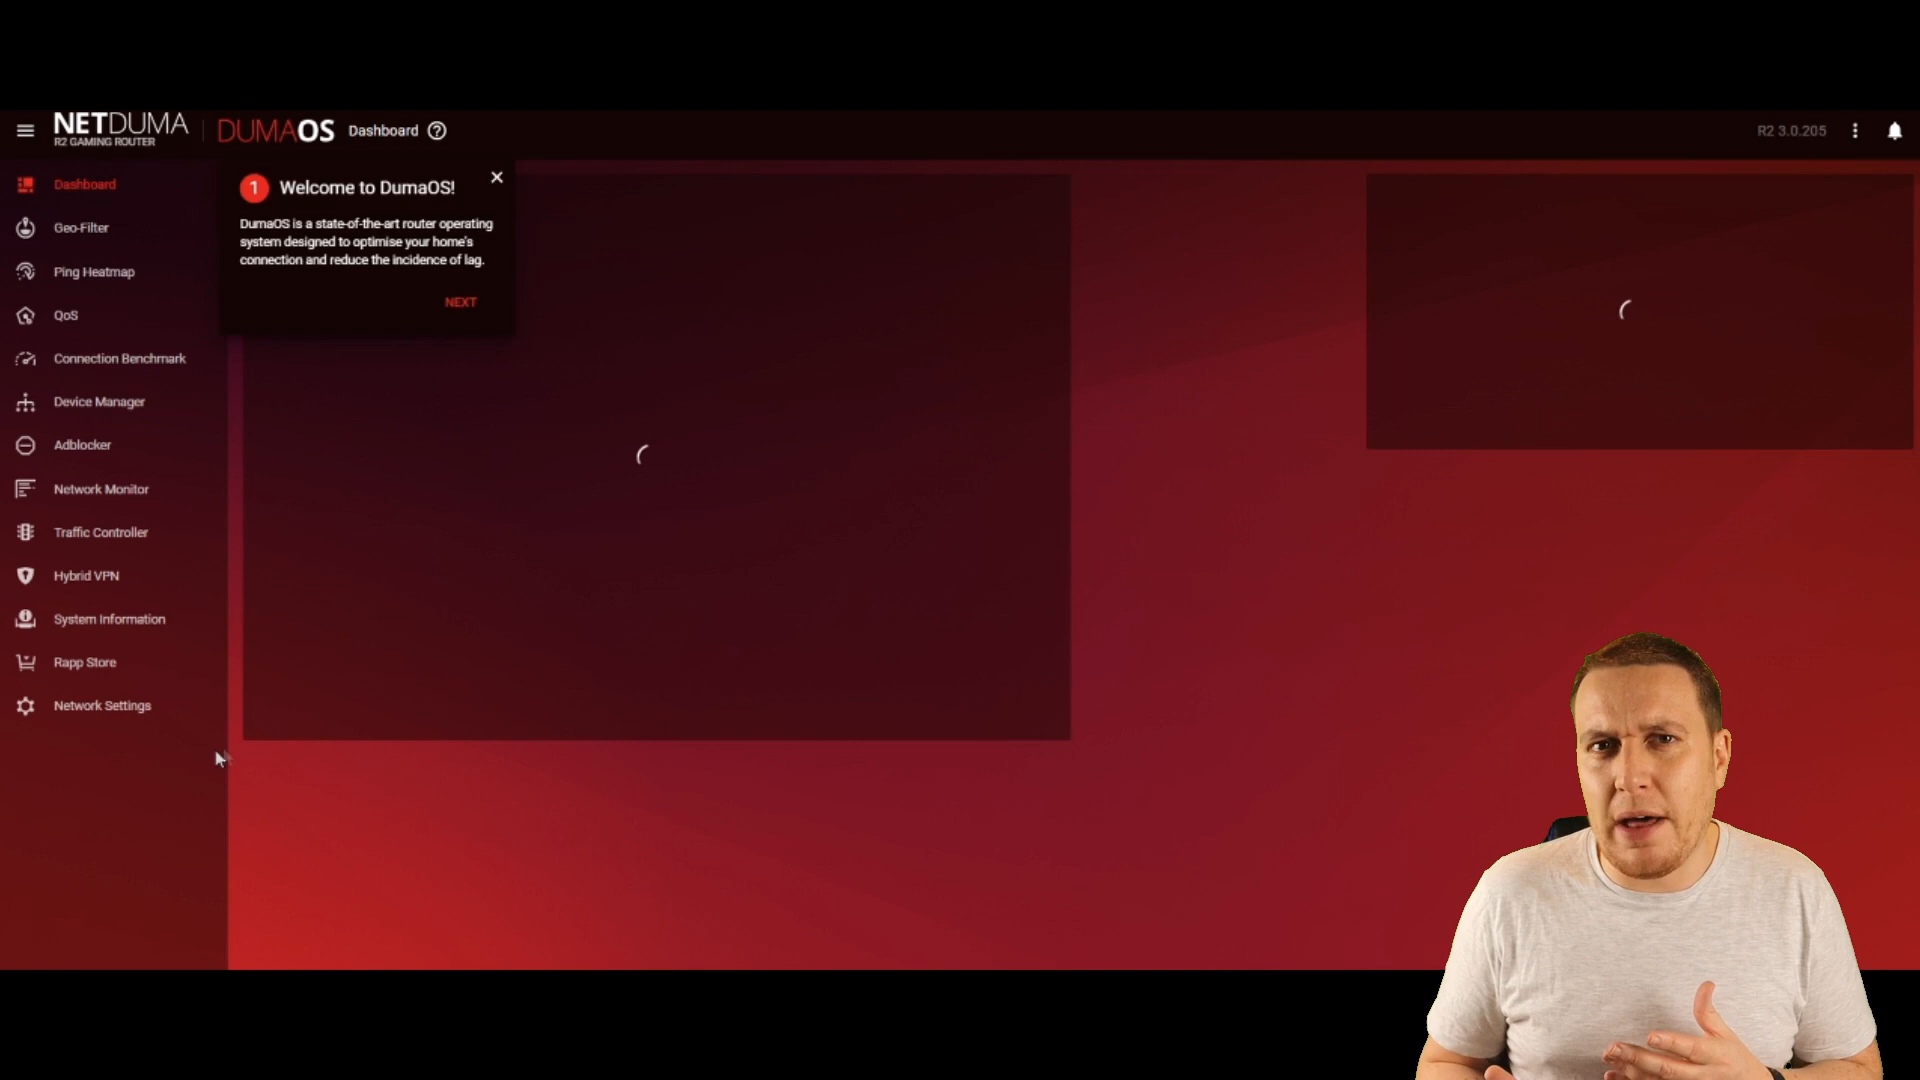 NETDUMA
R2 GAMING ROUTER
DUMAOS
Dashboard
R2 3.0.205
Dashboard
Geo-Filter
Ping Heatmap
QoS
Connection Benchmark
Device Manager
Adblocker
Network Monitor
Traffic Controller
Hybrid VPN
System Information
Rapp Store
Network Settings
1 Welcome to DumaOS!
DumaOS is a state-of-the-art router operating
system designed to optimise your home's
connection and reduce the incidence of lag.
NEXT